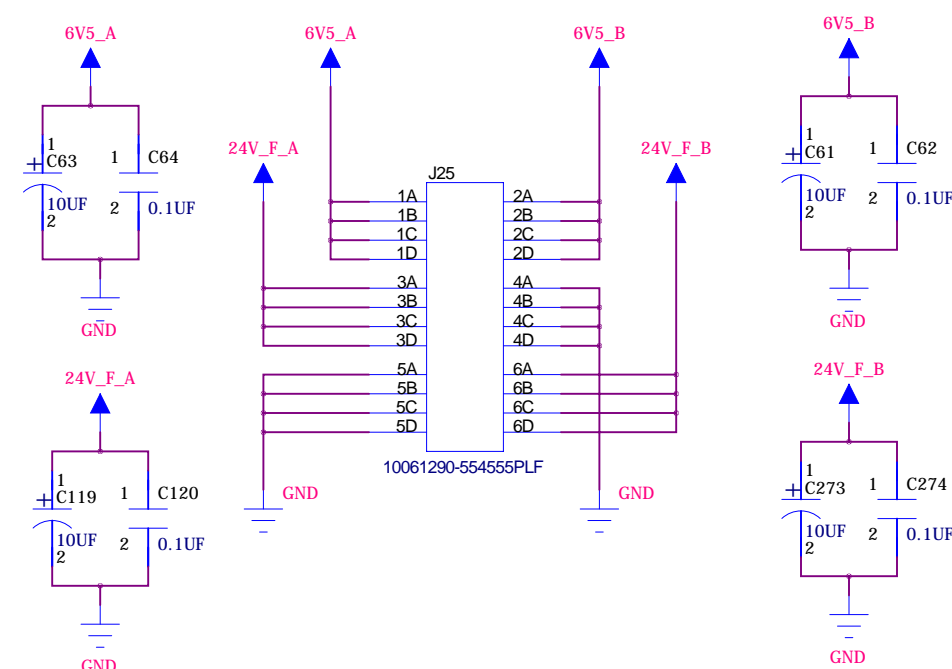 6V5_A
1
C63
10UF
2
1
C64
2
0.1UF
GND
24V_F_A
1
C119
10UF
2
1
C120
2
0.1UF
GND
6V5_A
6V5_B
24V_F_A
24V_F_B
J25
1A
2A
1B
2B
1C
2C
1D
2D
3A
4A
3B
4B
3C
4C
3D
4D
5A
6A
5B
6B
5C
6C
5D
6D
10061290-554555PLF
GND
GND
6V5_B
1
C61
10UF
2
1
C62
2
0.1UF
GND
24V_F_B
1
C273
10UF
2
1
C274
2
0.1UF
GND